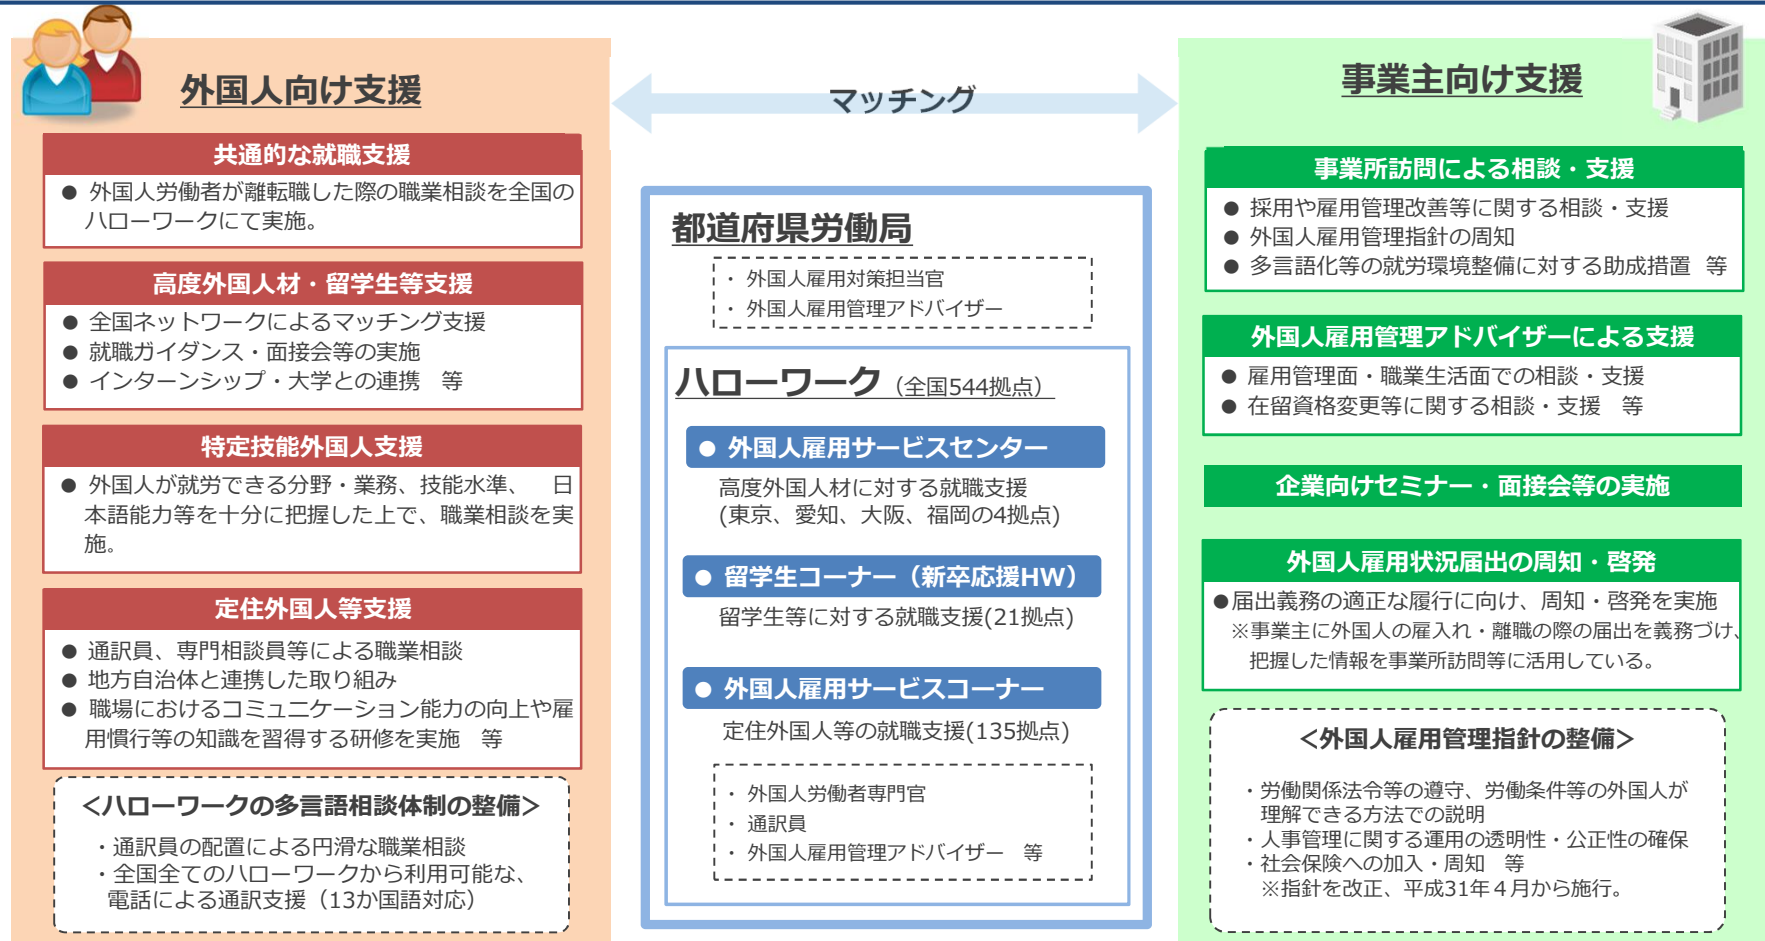 外国人向け支援
共通的な就職支援
● 外国人労働者が離転職した際の職業相談を全国の
ハローワークにて実施。
高度外国人材・留学生等支援
● 全国ネットワークによるマッチング支援
● 就職ガイダンス・面接会等の実施
● インターンシップ・大学との連携　等
特定技能外国人支援
● 外国人が就労できる分野・業務、技能水準、　日
本語能力等を十分に把握した上で、職業相談を実
施。
定住外国人等支援
● 通訳員、専門相談員等による職業相談
● 地方自治体と連携した取り組み
● 職場におけるコミュニケーション能力の向上や雇
用慣行等の知識を習得する研修を実施　等
＜ハローワークの多言語相談体制の整備＞
・通訳員の配置による円滑な職業相談
・全国全てのハローワークから利用可能な、
電話による通訳支援（13か国語対応）
マッチング
都道府県労働局
・ 外国人雇用対策担当官
・ 外国人雇用管理アドバイザー
ハローワーク（全国544拠点）
● 外国人雇用サービスセンター
高度外国人材に対する就職支援
(東京、愛知、大阪、福岡の4拠点)
● 留学生コーナー（新卒応援HW）
留学生等に対する就職支援(21拠点)
● 外国人雇用サービスコーナー
定住外国人等の就職支援(135拠点)
・ 外国人労働者専門官
・ 通訳員
・ 外国人雇用管理アドバイザー　等
事業主向け支援
事業所訪問による相談・支援
● 採用や雇用管理改善等に関する相談・支援
● 外国人雇用管理指針の周知
● 多言語化等の就労環境整備に対する助成措置　等
外国人雇用管理アドバイザーによる支援
● 雇用管理面・職業生活面での相談・支援
● 在留資格変更等に関する相談・支援　等
企業向けセミナー・面接会等の実施
外国人雇用状況届出の周知・啓発
●届出義務の適正な履行に向け、周知・啓発を実施
※事業主に外国人の雇入れ・離職の際の届出を義務づけ、
把握した情報を事業所訪問等に活用している。
＜外国人雇用管理指針の整備＞
・労働関係法令等の遵守、労働条件等の外国人が
理解できる方法での説明
・人事管理に関する運用の透明性・公正性の確保
・社会保険への加入・周知　等
※指針を改正、平成31年４月から施行。